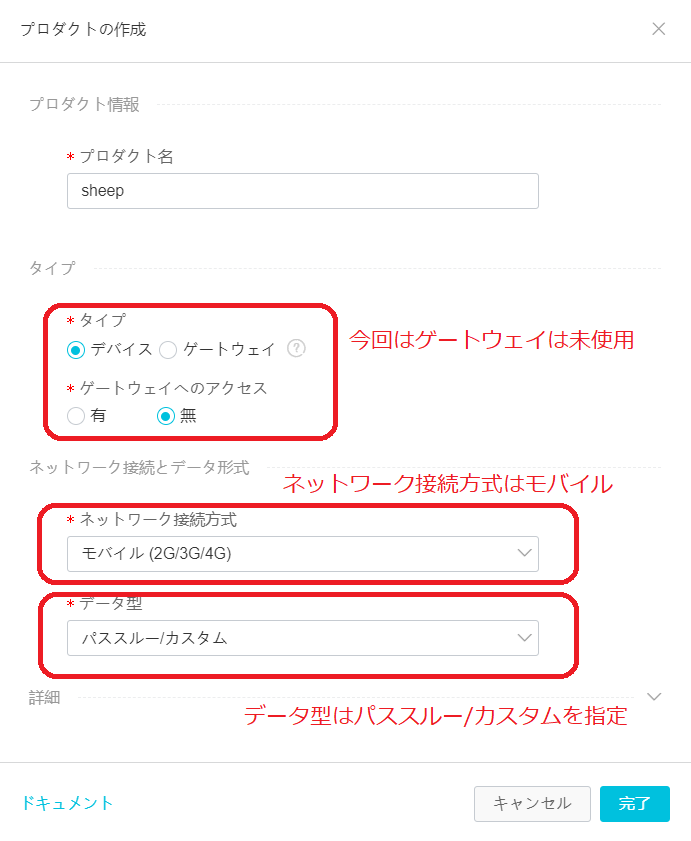 プロダクトの作成
プロダクト情報
* プロダクト名
sheep
タイプ
* タイプ
デバイス ゲートウェイ ?
今回はゲートウェイは未使用
* ゲートウェイへのアクセス
有 無
ネットワーク接続とデータ形式
ネットワーク接続方式はモバイル
* ネットワーク接続方式
モバイル (2G/3G/4G)
* データ型
パススルー/カスタム
詳細
データ型はパススルー/カスタムを指定
ドキュメント キャンセル 完了